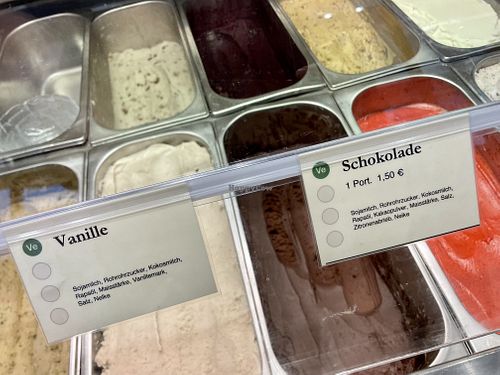 Ve
Vanille
Sojamilch, Rohrohrzucker, Kokosmilch,
Rapsöl, Maisstärke, Vanillemark,
Salz, Nelke
Ve
Schokolade
1 Port. 1,50 €
Sojamilch, Rohrohrzucker, Kokosmilch,
Rapsöl, Kakaopulver, Maisstärke, Salz,
Zitronenabrieb, Nelke